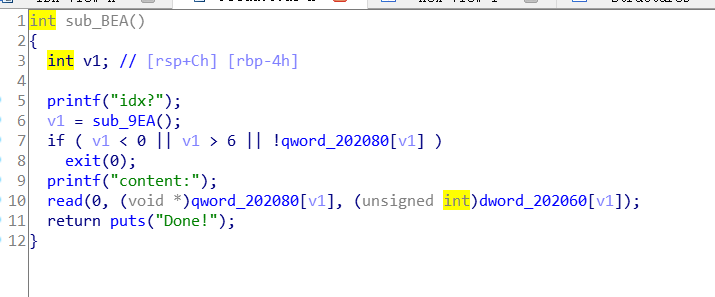 1 int sub_BEA()
2 {
3 int v1; // [rsp+Ch] [rbp-4h]
4
5 printf("idx?");
6 v1 = sub_9EA();
7 if ( v1 < 0 || v1 > 6 || !qword_202080[v1] )
8 exit(0);
9 printf("content:");
10 read(0, (void *)qword_202080[v1], (unsigned int)dword_202060[v1]);
11 return puts("Done!");
12 }